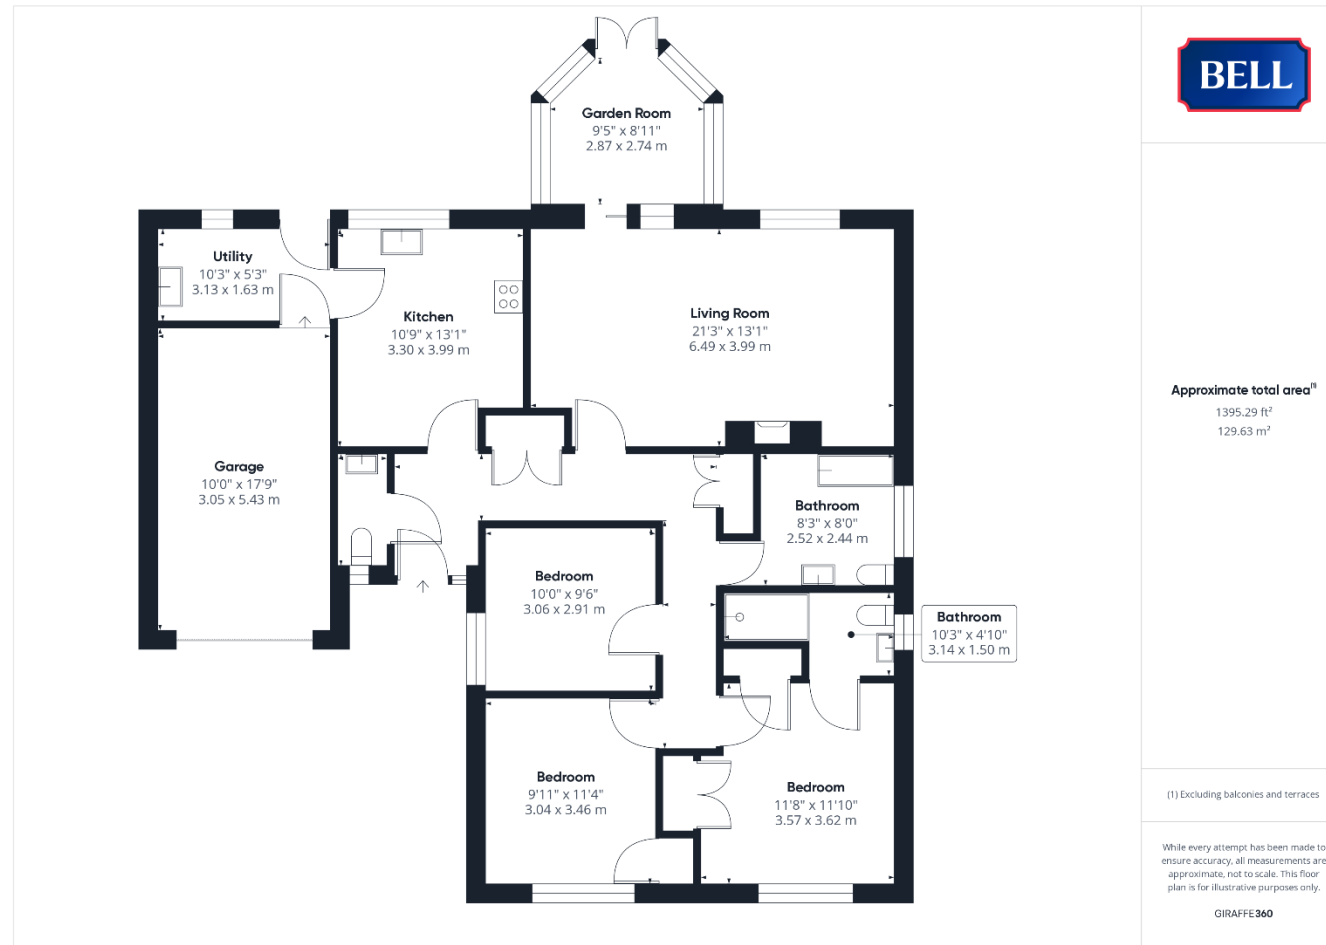 BELL
Garden Room
9'5" x 8'11"
2.87 x 2.74 m
Utility
10'3" x 5'3"
3.13 x 1.63 m
Kitchen
10'9" x 13'1"
3.30 x 3.99 m
Living Room
21'3" x 13'1"
6.49 x 3.99 m
Garage
10'0" x 17'9"
3.05 x 5.43 m
Bathroom
8'3" x 8'0"
2.52 x 2.44 m
Bedroom
10'0" x 9'6"
3.06 x 2.91 m
Bathroom
10'3" x 4'10"
3.14 x 1.50 m
Bedroom
9'11" x 11'4"
3.04 x 3.46 m
Bedroom
11'8" x 11'10"
3.57 x 3.62 m
Approximate total area(1)
1395.29 ft²
129.63 m²
(1) Excluding balconies and terraces
While every attempt has been made to
ensure accuracy, all measurements are
approximate, not to scale. This floor
plan is for illustrative purposes only.
GIRAFFE360